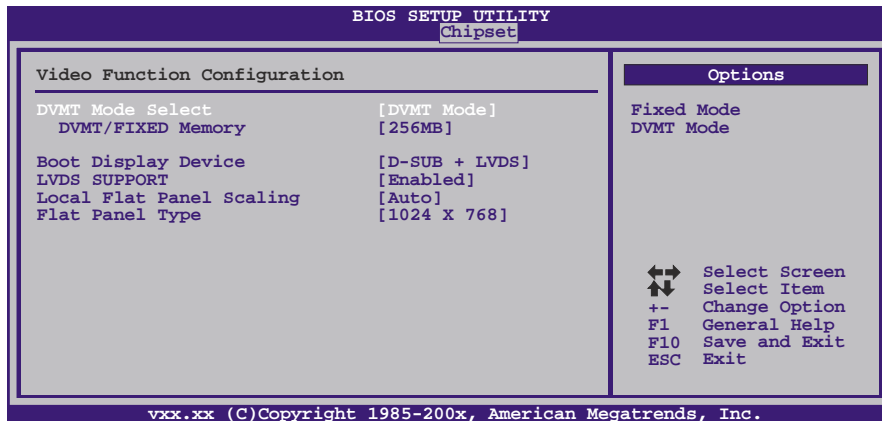 BIOS SETUP UTILITY
Chipset
Video Function Configuration
DVMT Mode Select [DVMT Mode]
DVMT/FIXED Memory [256MB]
Boot Display Device [D-SUB + LVDS]
LVDS SUPPORT [Enabled]
Local Flat Panel Scaling [Auto]
Flat Panel Type [1024 X 768]
Options
Fixed Mode
DVMT Mode
Select Screen
Select Item
+- Change Option
F1 General Help
F10 Save and Exit
ESC Exit
vxx.xx (C)Copyright 1985-200x, American Megatrends, Inc.